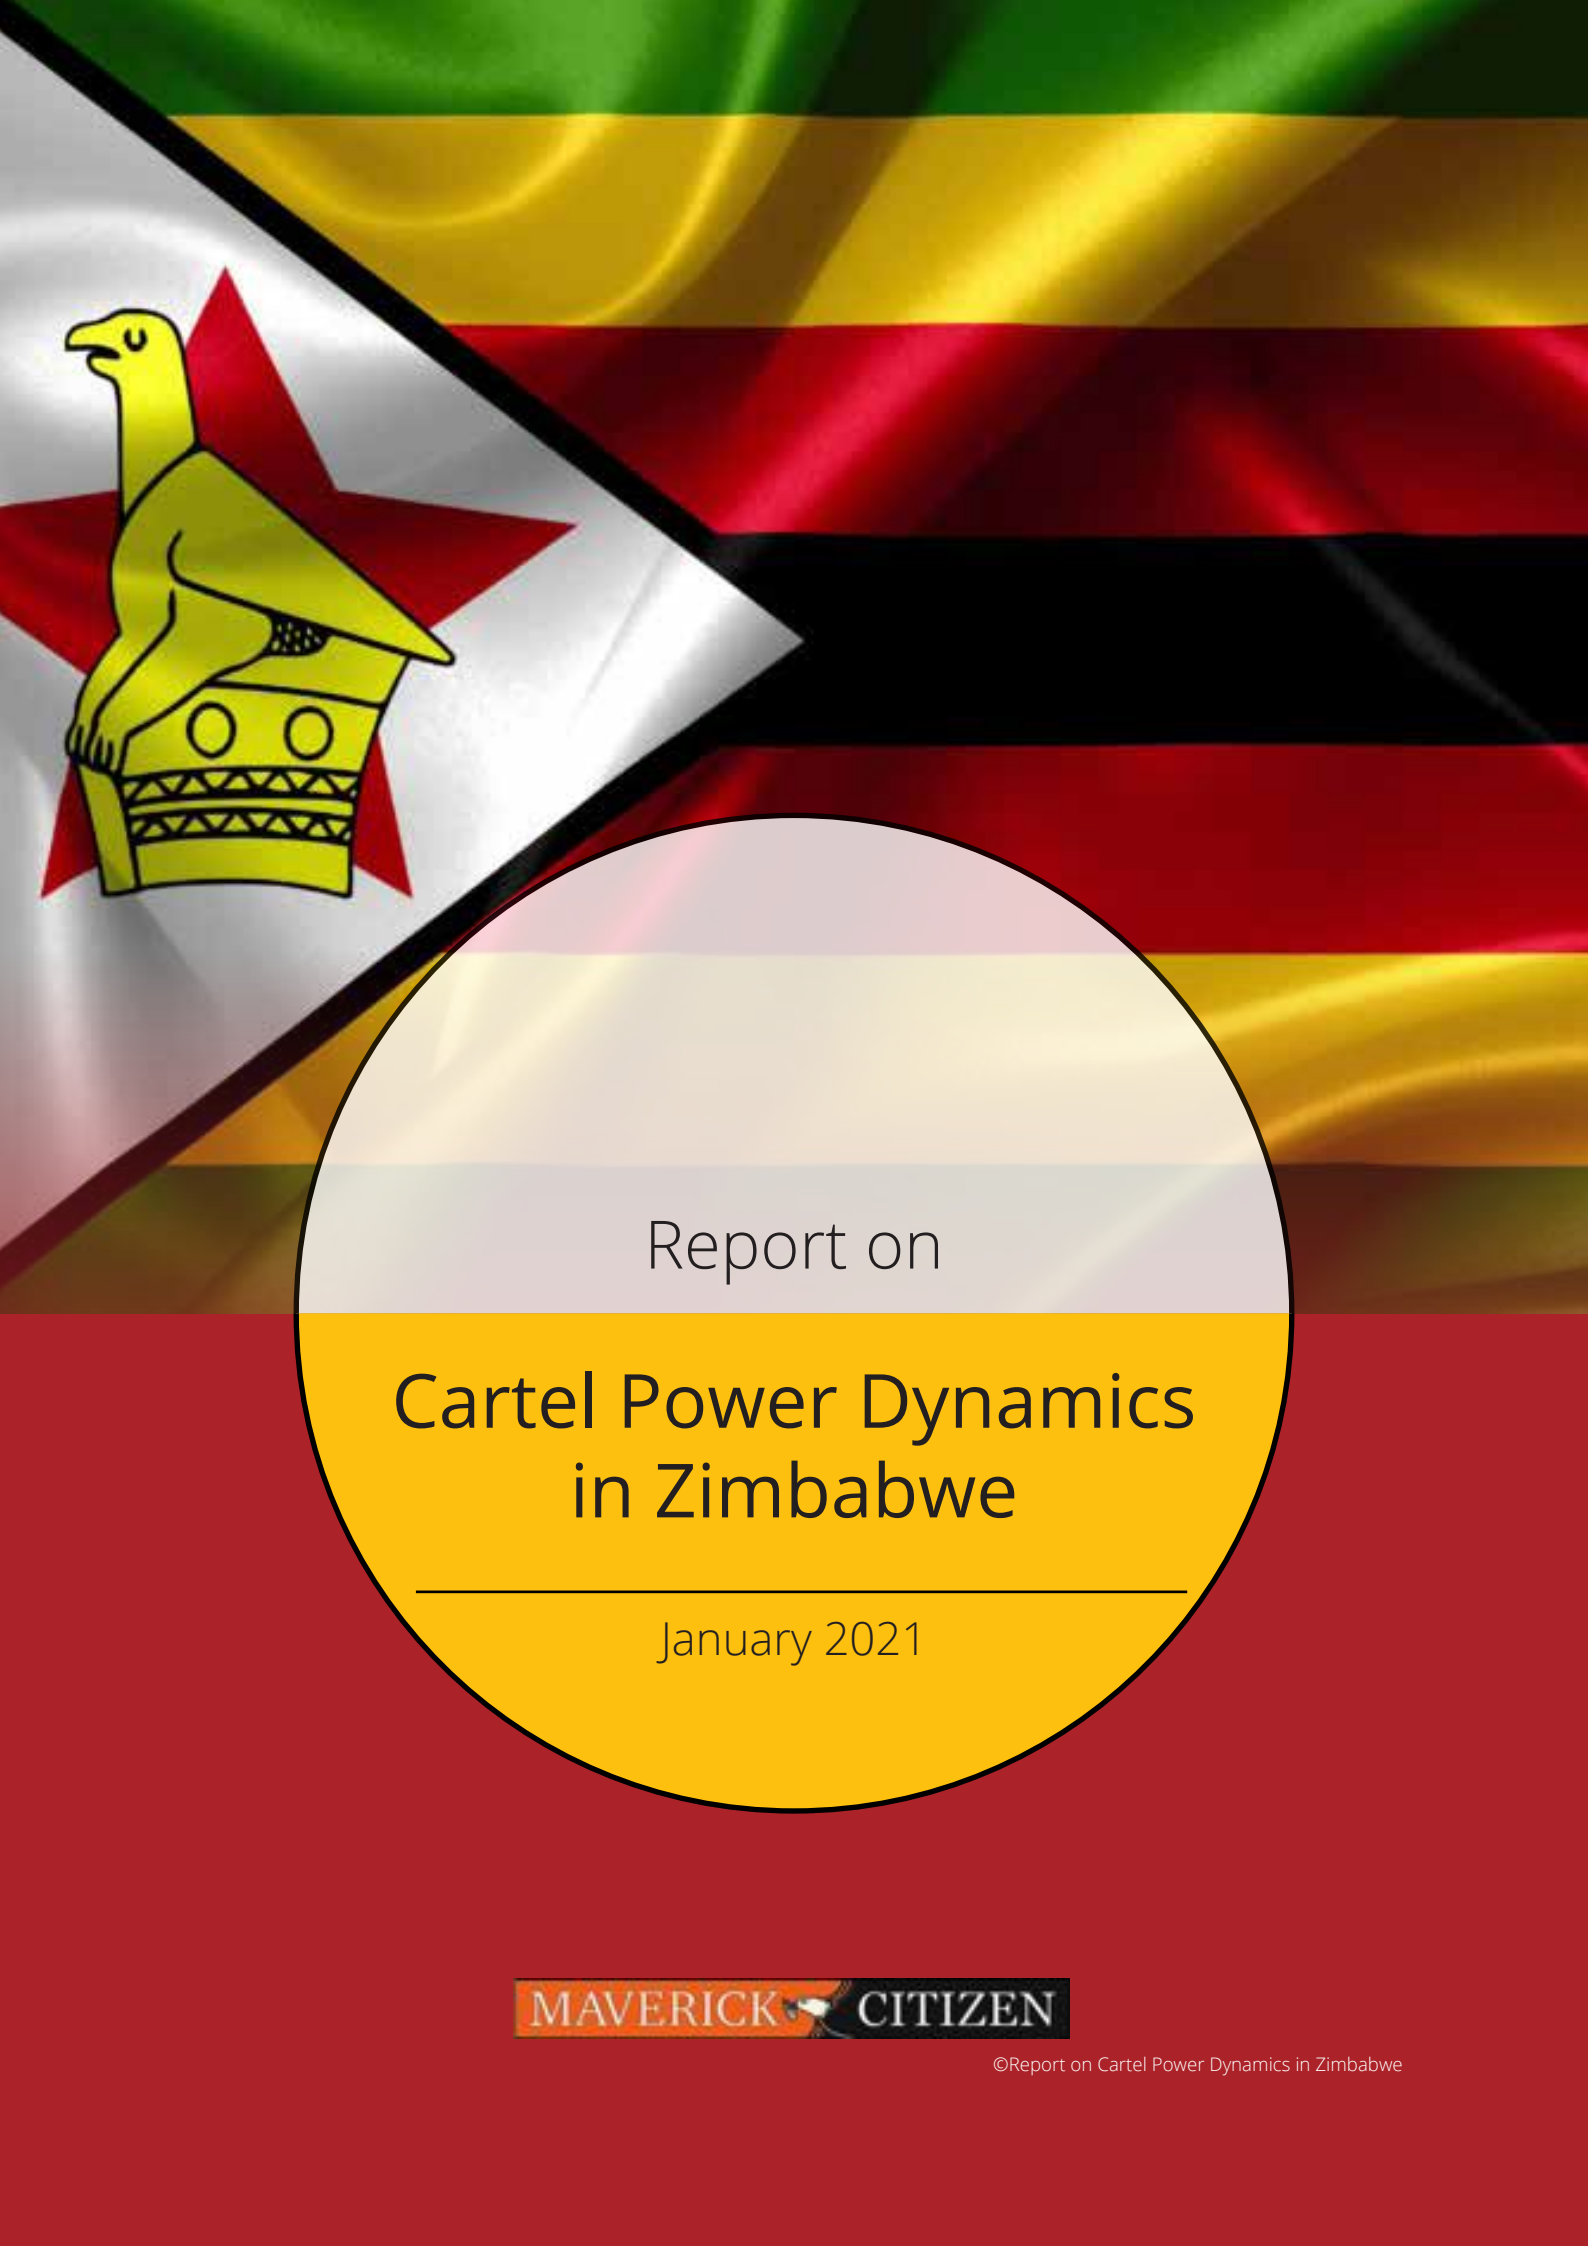 Report on
Cartel Power Dynamics
in Zimbabwe
January 2021
MAVERICK CITIZEN
©Report on Cartel Power Dynamics in Zimbabwe